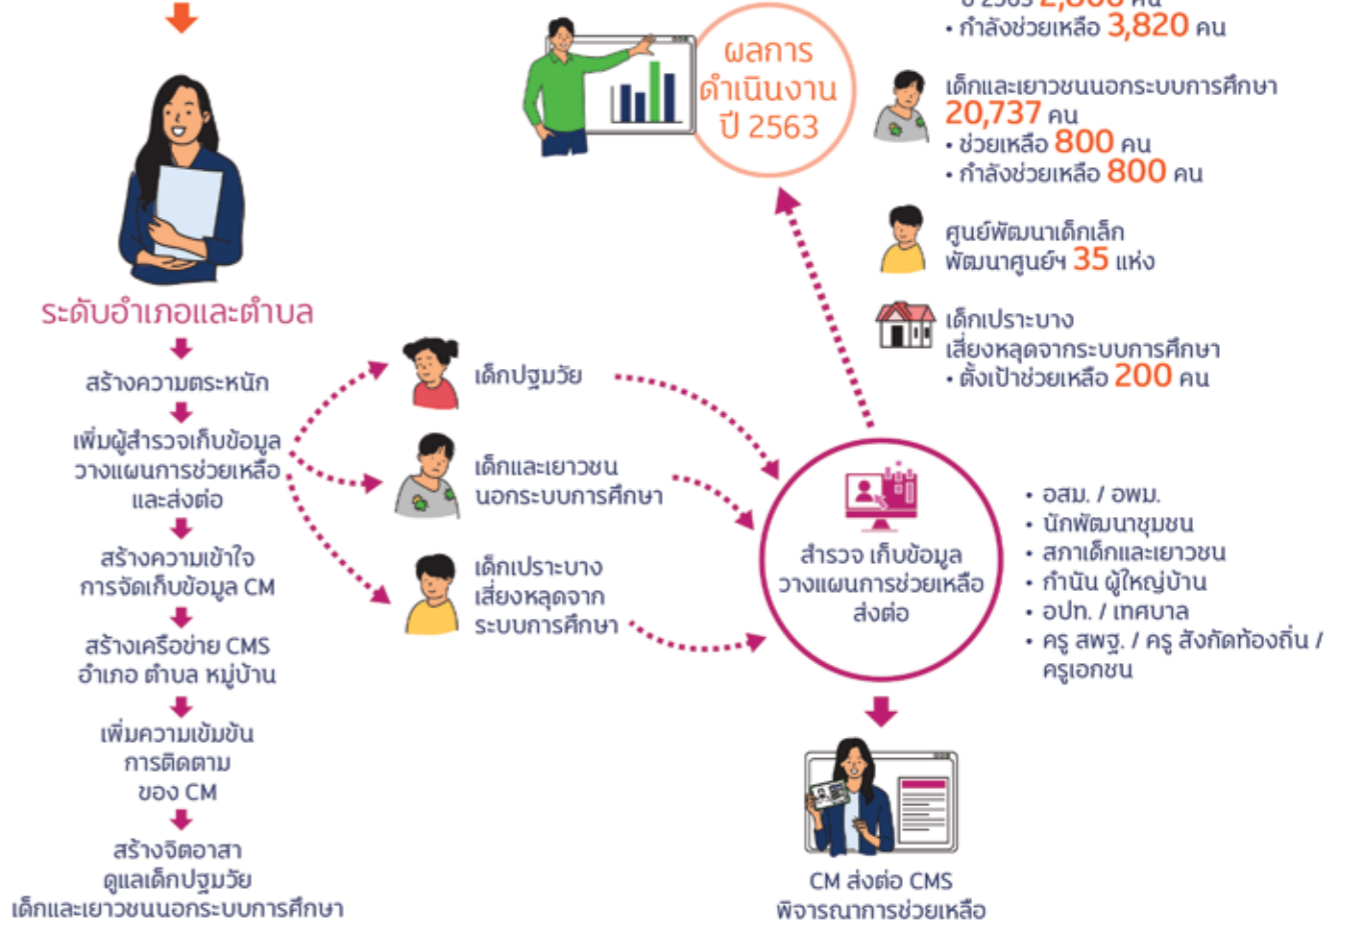 ระดับอำเภอและตำบล
สร้างความตระหนัก
เพิ่มผู้สำรวจเก็บข้อมูล
วางแผนการช่วยเหลือ
และส่งต่อ
สร้างความเข้าใจ
การจัดเก็บข้อมูล CM
สร้างเครือข่าย CMS
อำเภอ ตำบล หมู่บ้าน
เพิ่มความเข้มข้น
การติดตาม
ของ CM
สร้างจิตอาสา
ดูแลเด็กปฐมวัย
เด็กและเยาวชนนอกระบบการศึกษา
เด็กปฐมวัย
เด็กและเยาวชน
นอกระบบการศึกษา
เด็กเปราะบาง
เสี่ยงหลุดจาก
ระบบการศึกษา
สำรวจ เก็บข้อมูล
วางแผนการช่วยเหลือ
ส่งต่อ
• อสม. / อพม.
• นักพัฒนาชุมชน
• สภาเด็กและเยาวชน
• กำนัน ผู้ใหญ่บ้าน
• อปท. / เทศบาล
• ครู สพฐ. / ครู สังกัดท้องถิ่น /
ครูเอกชน
CM ส่งต่อ CMS
พิจารณาการช่วยเหลือ
ผลการ
ดำเนินงาน
ปี 2563
• กำลังช่วยเหลือ 3,820 คน
เด็กและเยาวชนนอกระบบการศึกษา
20,737 คน
• ช่วยเหลือ 800 คน
• กำลังช่วยเหลือ 800 คน
ศูนย์พัฒนาเด็กเล็ก
พัฒนาศูนย์ฯ 35 แห่ง
เด็กเปราะบาง
เสี่ยงหลุดจากระบบการศึกษา
• ตั้งเป้าช่วยเหลือ 200 คน